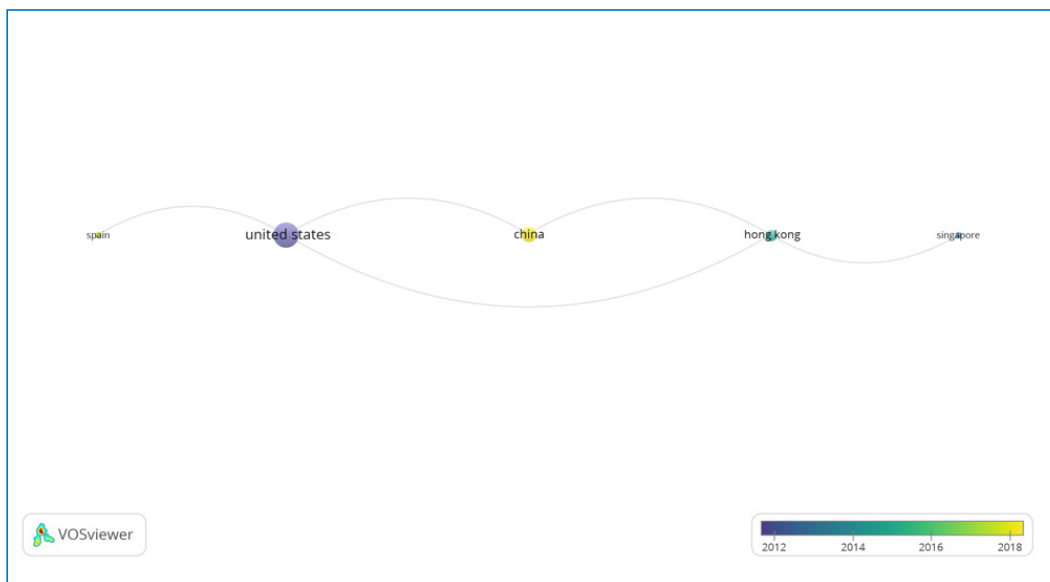 spain
united states
china
hong kong
singapore
VOSviewer
2012
2014
2016
2018